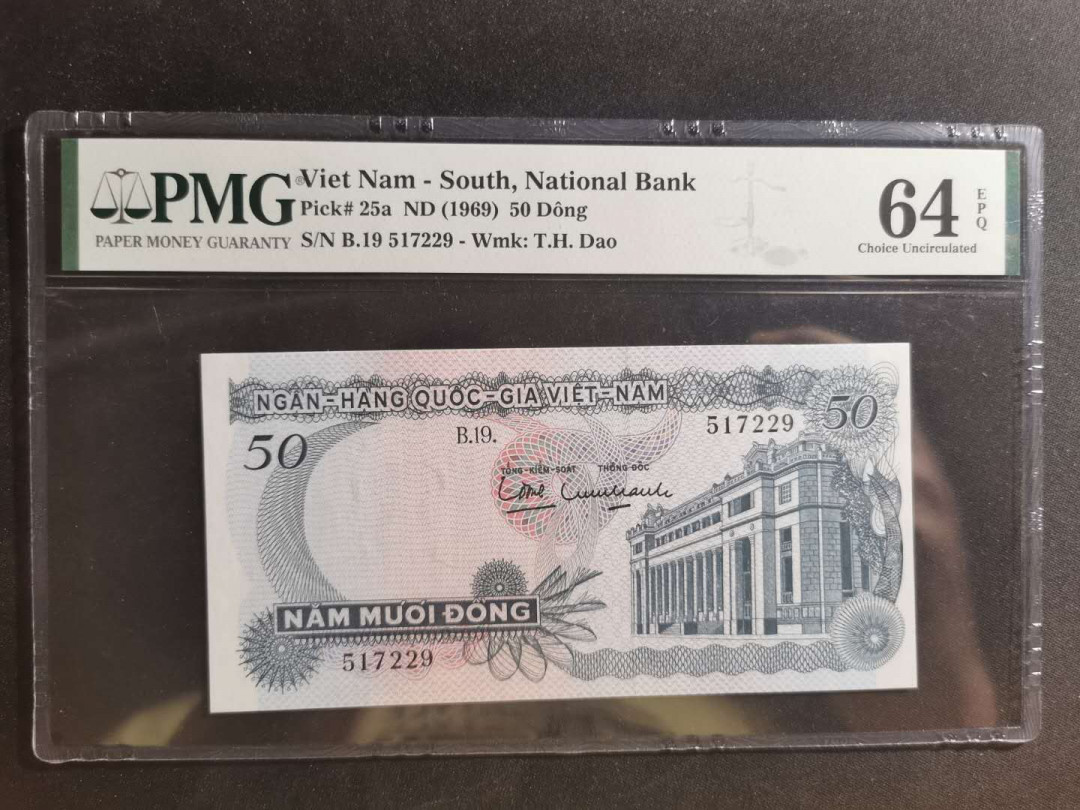 PMG®
PAPER MONEY GUARANTY
Viet Nam - South, National Bank
Pick# 25a ND (1969) 50 Dông
S/N B.19 517229 - Wmk: T.H. Dao
64
EPQ
Choice Uncirculated
NGÂN-HÀNG QUỐC-GIA VIỆT-NAM
50
B.19.
517229
50
TỔNG-KIỂM-SOÁT THỐNG ĐỐC
NĂM MƯƠI ĐỒNG
517229